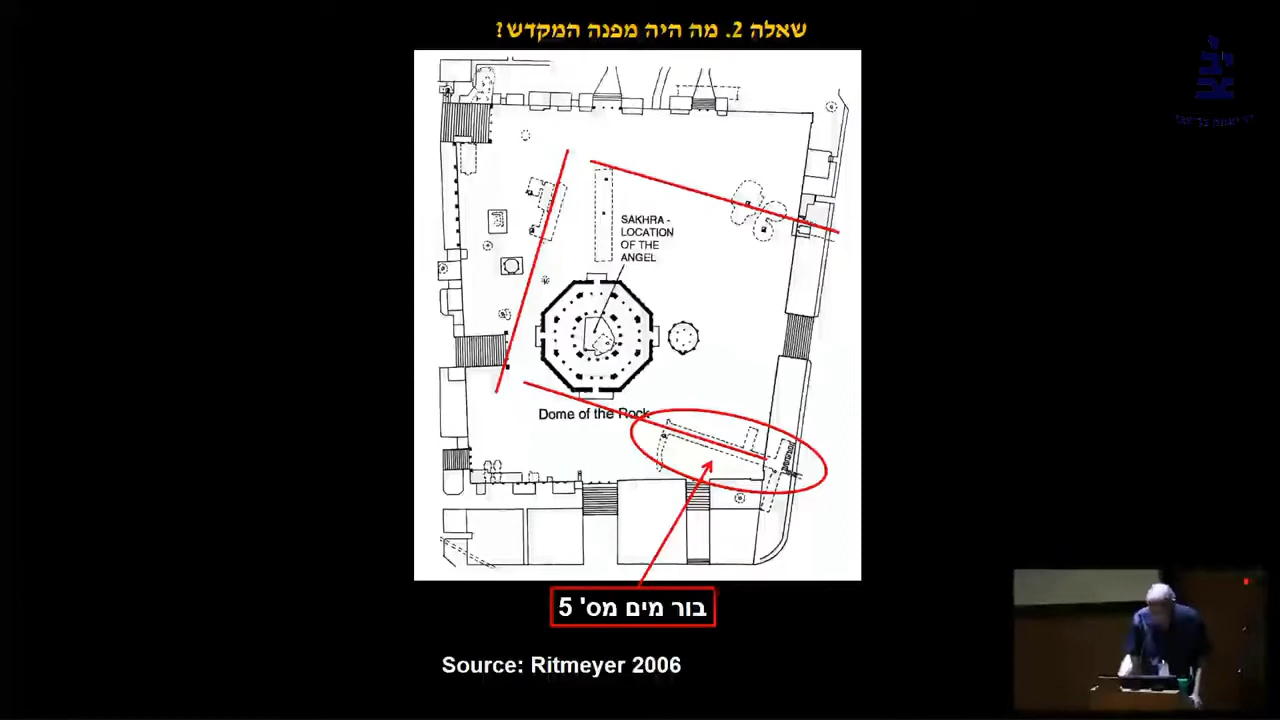 שאלה 2. מה היה מפנה המקדש?
SAKHRA -
LOCATION
OF THE
ANGEL
Dome of the Rock
בור מים מס' 5
Source: Ritmeyer 2006